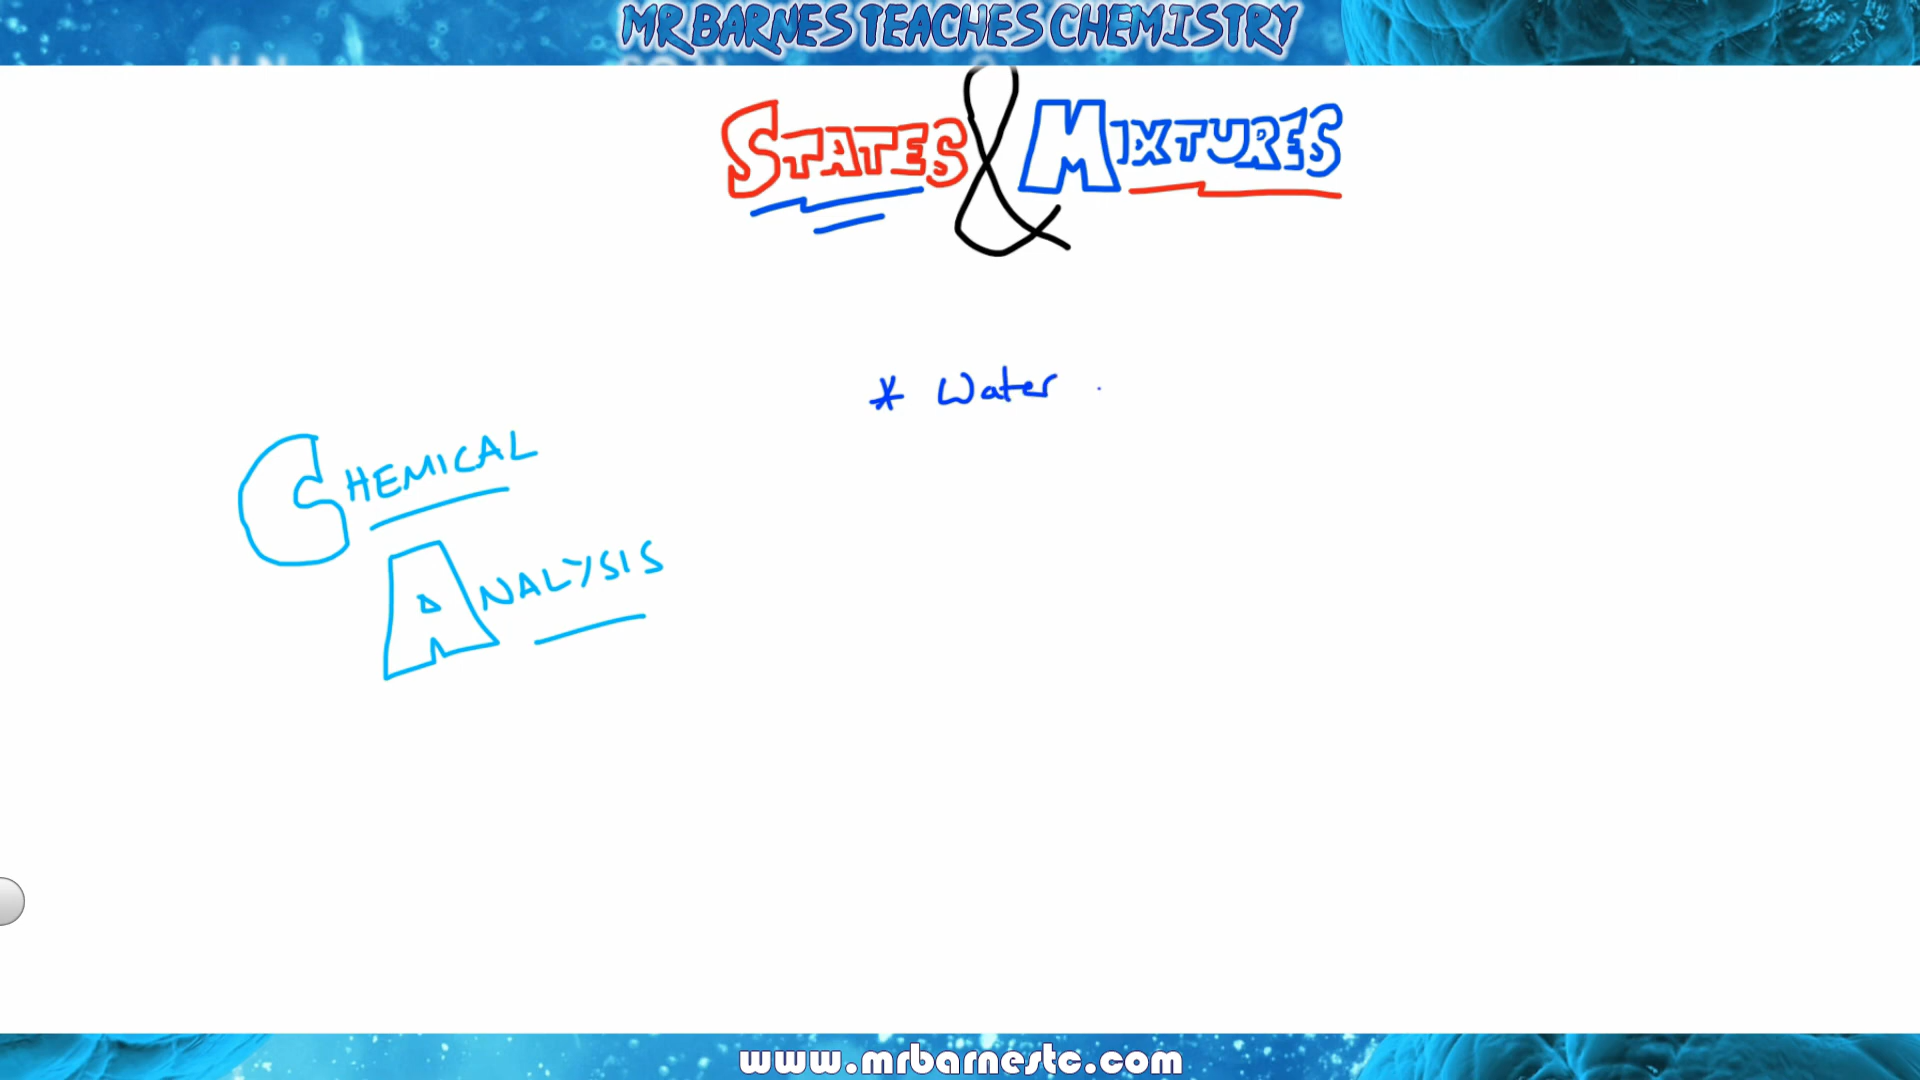 MR BARNES TEACHES CHEMISTRY
STATES & MIXTURES
* Water
CHEMICAL
ANALYSIS
www.mrbarnestc.com